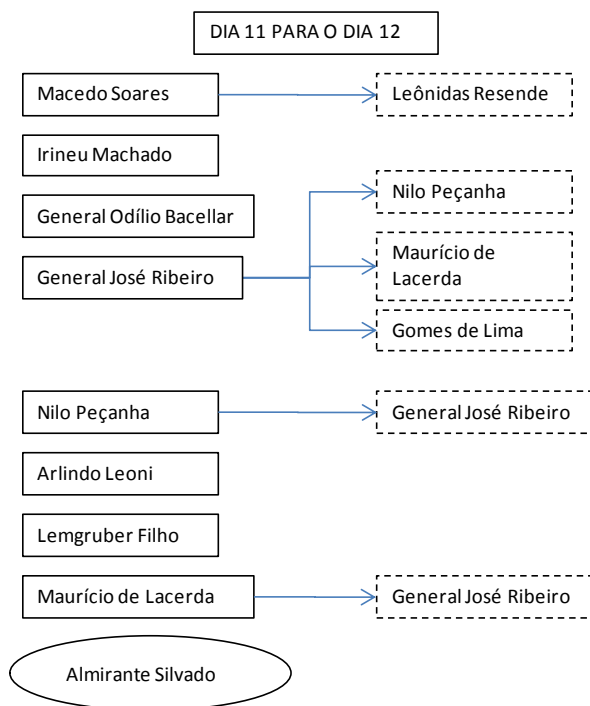 DIA 11 PARA O DIA 12
Macedo Soares
Leônidas Resende
Irineu Machado
Nilo Peçanha
General Odílio Bacellar
Maurício de
Lacerda
General José Ribeiro
Gomes de Lima
Nilo Peçanha
General José Ribeiro
Arlindo Leoni
Lemgruber Filho
Maurício de Lacerda
General José Ribeiro
Almirante Silvado